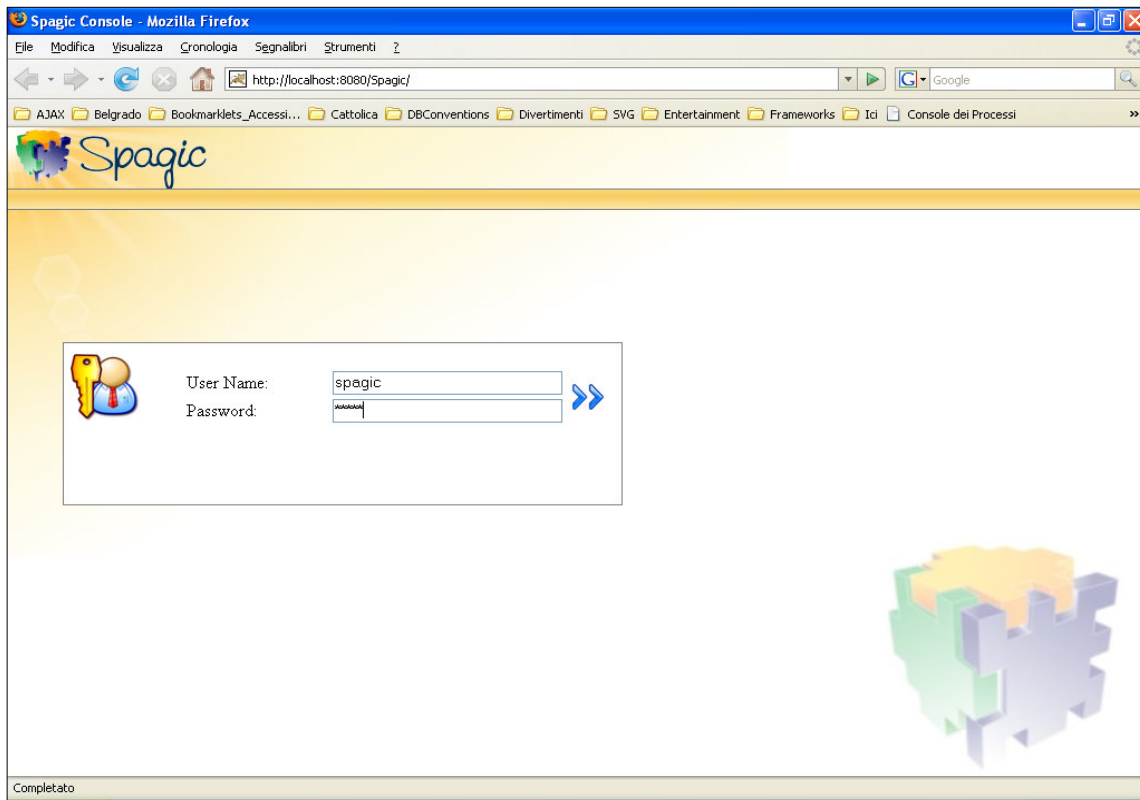 Spagic Console - Mozilla Firefox
File Modifica Visualizza Cronologia Segnalibri Strumenti ?
http://localhost:8080/Spagic/
G Google
AJAX Belgrado Bookmarklets_Accessi... Cattolica DBConventions Divertimenti SVG Entertainment Frameworks Ici Console dei Processi »
Spagic
User Name: spagic
Password: ******
Completato